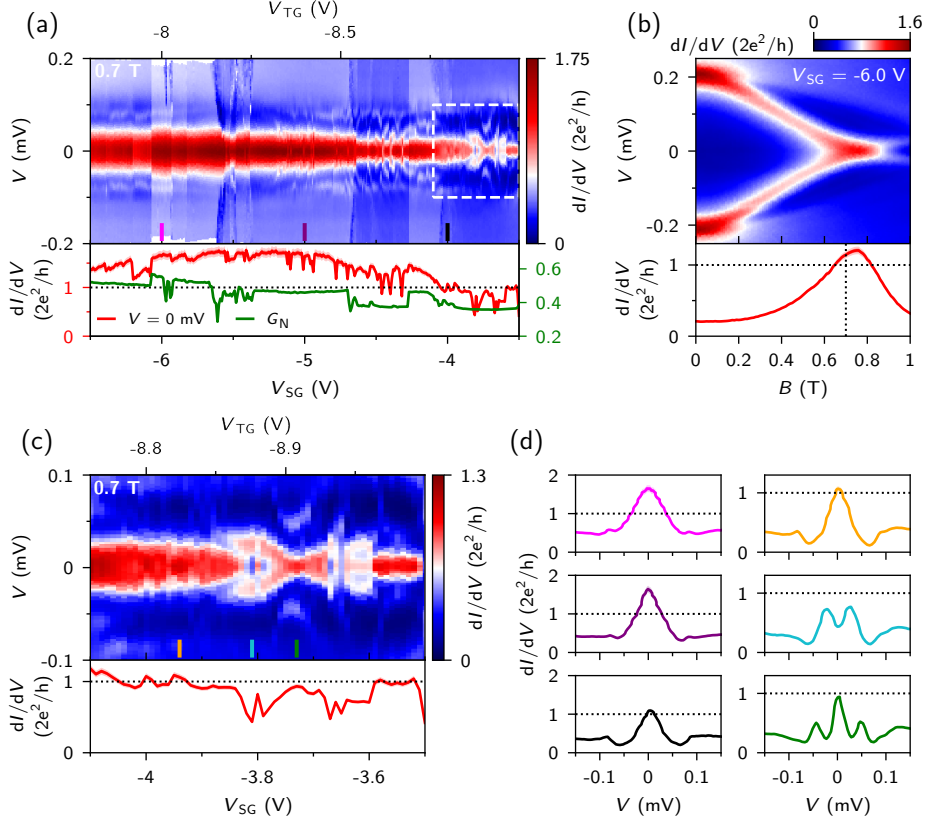 (a)
V_TG (V)
-8
-8.5
0.7 T
V (mV)
0.2
0
-0.2
1.75
0
dI/dV (2e²/h)
dI/dV
(2e²/h)
1
0
V = 0 mV
G_N
0.6
0.4
0.2
-6
-5
-4
V_SG (V)
(b)
0
1.6
dI/dV (2e²/h)
V_SG = -6.0 V
V (mV)
0.2
0
-0.2
dI/dV
(2e²/h)
1
0
0
0.2
0.4
0.6
0.8
1
B (T)
(c)
V_TG (V)
-8.8
-8.9
0.7 T
V (mV)
0.1
0
-0.1
1.3
0
dI/dV (2e²/h)
dI/dV
(2e²/h)
1
0
-4
-3.8
-3.6
V_SG (V)
(d)
dI/dV (2e²/h)
2
1
0
1
0
2
1
0
1
0
2
1
0
1
0
-0.1
0
0.1
V (mV)
-0.1
0
0.1
V (mV)